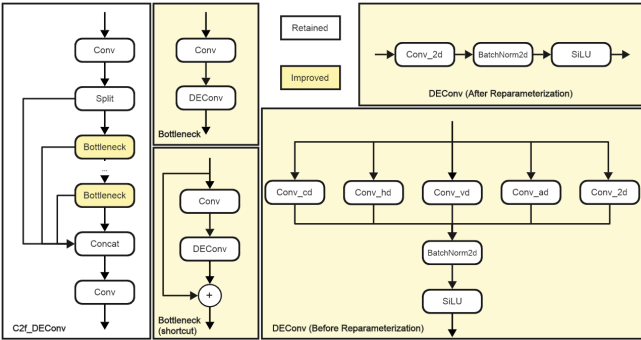 Conv
Split
Bottleneck
...
Bottleneck
Concat
Conv
C2f_DEConv
Conv
DEConv
Bottleneck
Conv
DEConv
+
Bottleneck
(shortcut)
Retained
Improved
Conv_2d
BatchNorm2d
SiLU
DEConv (After Reparameterization)
Conv_cd
Conv_hd
Conv_vd
Conv_ad
Conv_2d
BatchNorm2d
SiLU
DEConv (Before Reparameterization)